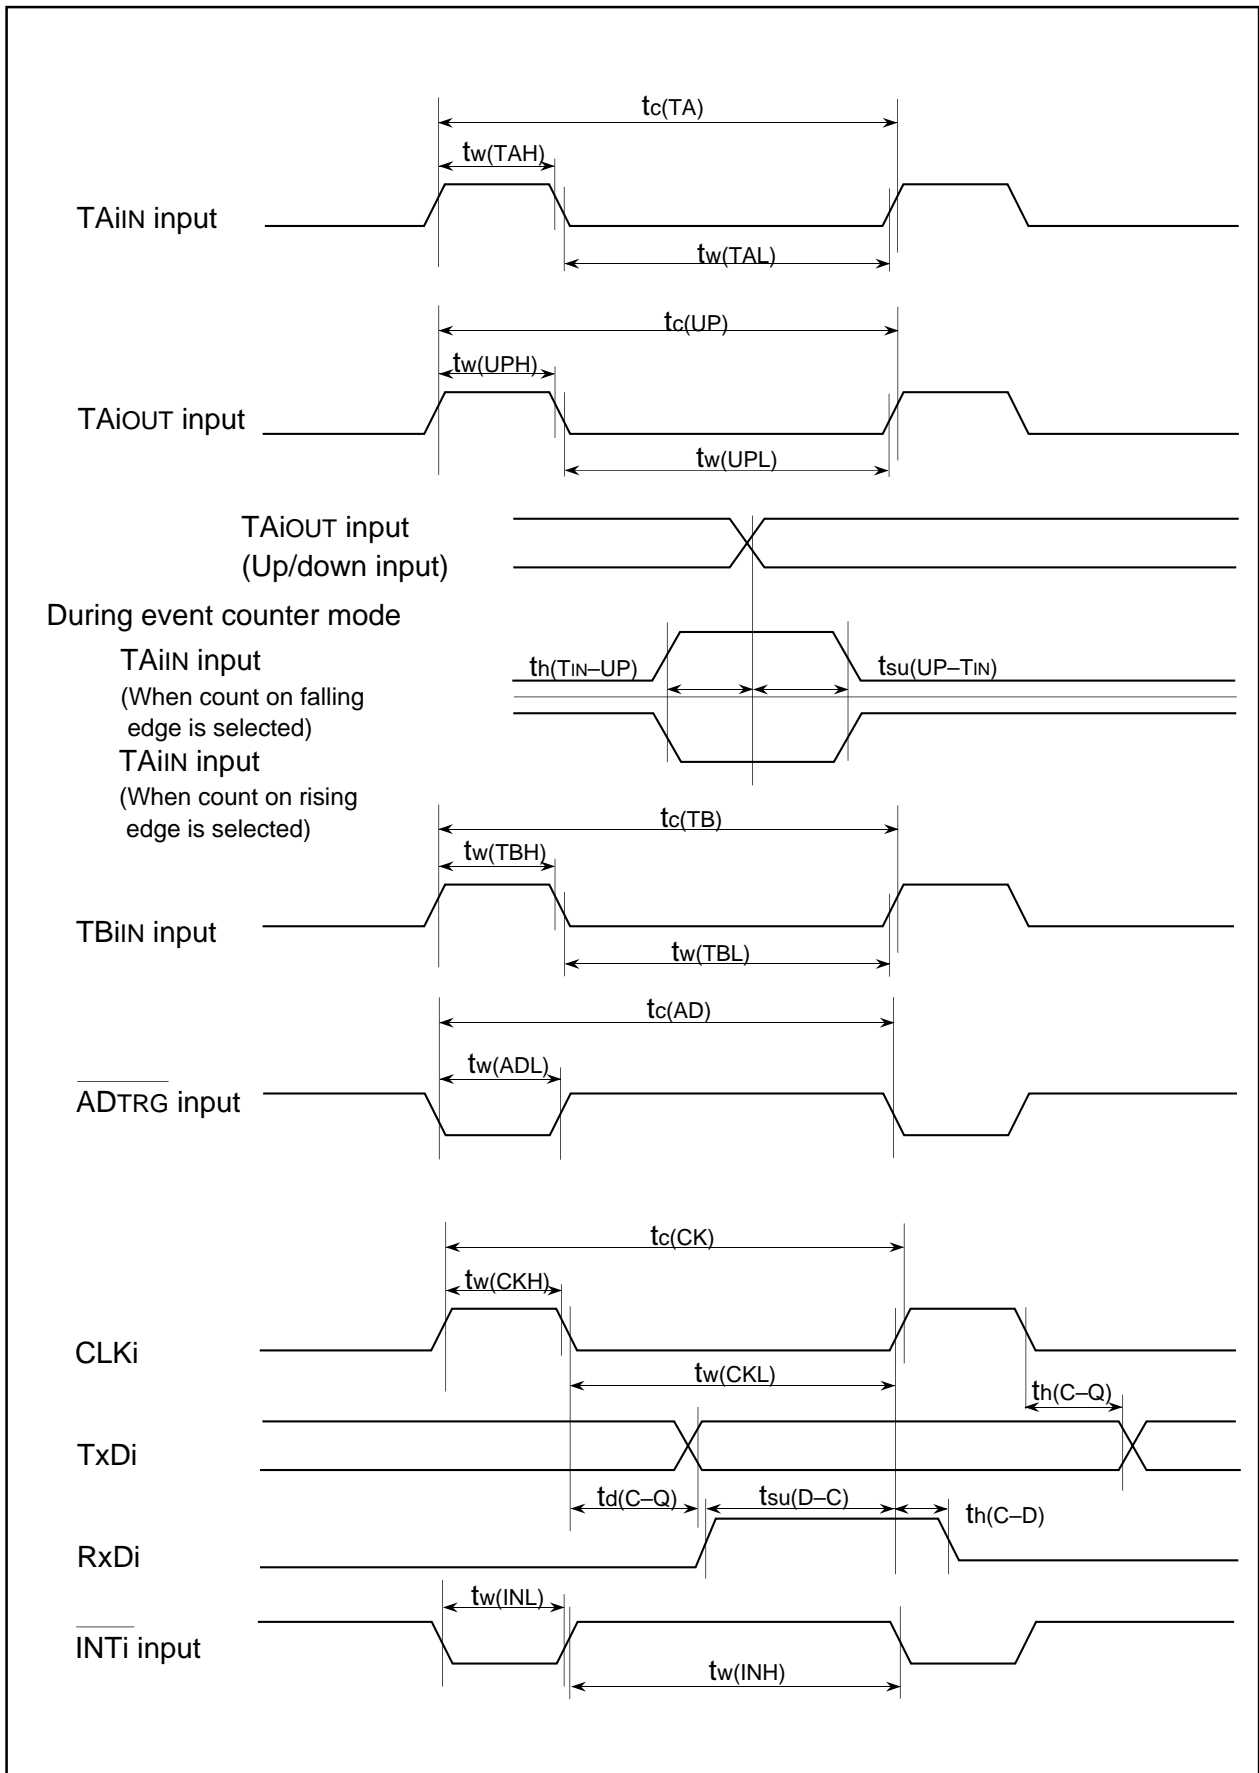 tc(TA)
tw(TAH)
TAiIN input
tw(TAL)
tc(UP)
tw(UPH)
TAiOUT input
tw(UPL)
TAiOUT input
(Up/down input)
During event counter mode
TAiIN input
(When count on falling
edge is selected)
th(TIN–UP)
tsu(UP–TIN)
TAiIN input
(When count on rising
edge is selected)
tc(TB)
tw(TBH)
TBiIN input
tw(TBL)
tc(AD)
tw(ADL)
ADTRG input
tc(CK)
tw(CKH)
CLKi
tw(CKL)
th(C–Q)
TxDi
td(C–Q)
tsu(D–C)
th(C–D)
RxDi
tw(INL)
INTi input
tw(INH)